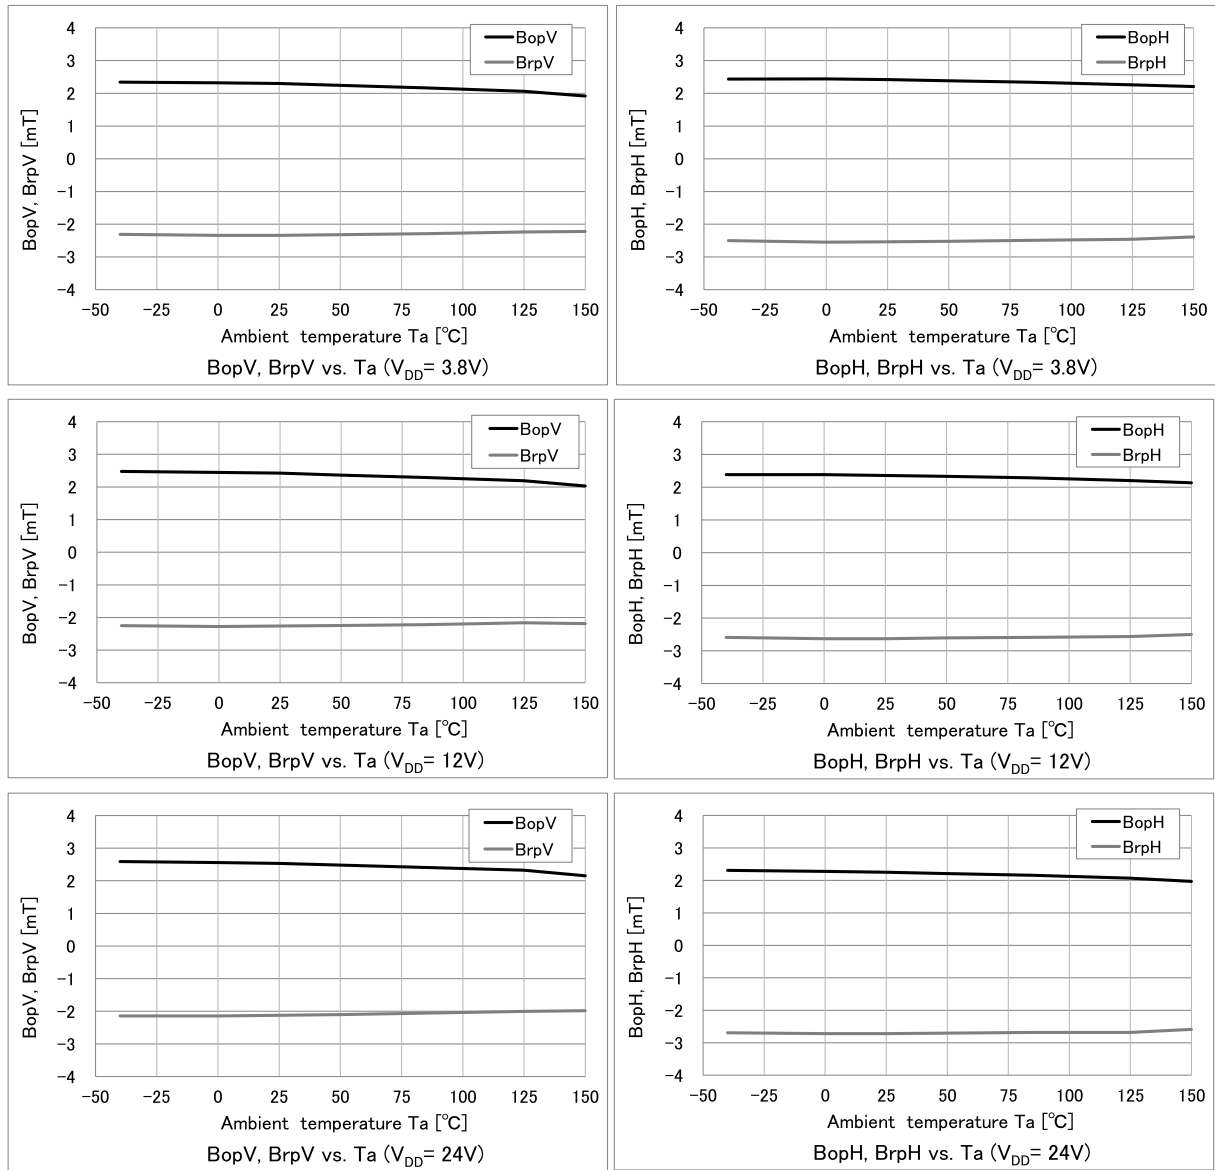 4
3
2
1
0
-1
-2
-3
-4
BopV, BrpV [mT]
BopV
BrpV
-50 -25 0 25 50 75 100 125 150
Ambient temperature Ta [℃]
BopV, BrpV vs. Ta (VDD= 3.8V)
4
3
2
1
0
-1
-2
-3
-4
BopH, BrpH [mT]
BopH
BrpH
-50 -25 0 25 50 75 100 125 150
Ambient temperature Ta [℃]
BopH, BrpH vs. Ta (VDD= 3.8V)
4
3
2
1
0
-1
-2
-3
-4
BopV, BrpV [mT]
BopV
BrpV
-50 -25 0 25 50 75 100 125 150
Ambient temperature Ta [℃]
BopV, BrpV vs. Ta (VDD= 12V)
4
3
2
1
0
-1
-2
-3
-4
BopH, BrpH [mT]
BopH
BrpH
-50 -25 0 25 50 75 100 125 150
Ambient temperature Ta [℃]
BopH, BrpH vs. Ta (VDD= 12V)
4
3
2
1
0
-1
-2
-3
-4
BopV, BrpV [mT]
BopV
BrpV
-50 -25 0 25 50 75 100 125 150
Ambient temperature Ta [℃]
BopV, BrpV vs. Ta (VDD= 24V)
4
3
2
1
0
-1
-2
-3
-4
BopH, BrpH [mT]
BopH
BrpH
-50 -25 0 25 50 75 100 125 150
Ambient temperature Ta [℃]
BopH, BrpH vs. Ta (VDD= 24V)